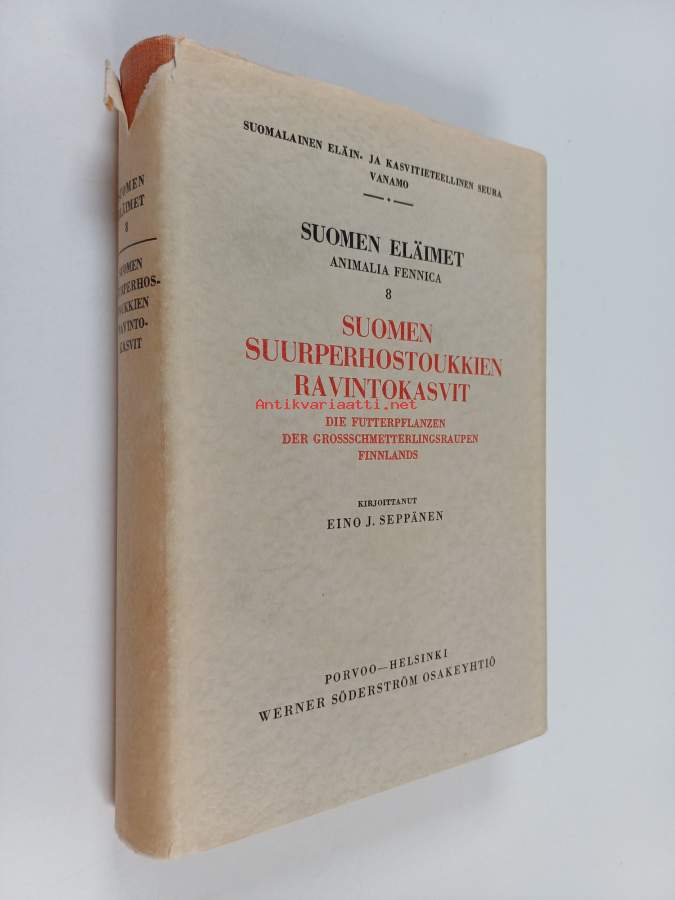 SUOMALAINEN ELÄIN- JA KASVITIETEELLINEN SEURA
VANAMO
SUOMEN ELÄIMET
ANIMALIA FENNICA
8
SUOMEN
SUURPERHOSTOUKKIEN
RAVINTOKASVIT
Antikvariaatti.net
DIE FUTTERPFLANZEN
DER GROSSSCHMETTERLINGSRAUPEN
FINNLANDS
KIRJOITTANUT
EINO J. SEPPÄNEN
PORVOO—HELSINKI
WERNER SÖDERSTRÖM OSAKEYHTIÖ
SUOMEN
ELÄIMET
8
SUOMEN
SUURPERHOS-
TOUKKIEN
RAVINTO-
KASVIT